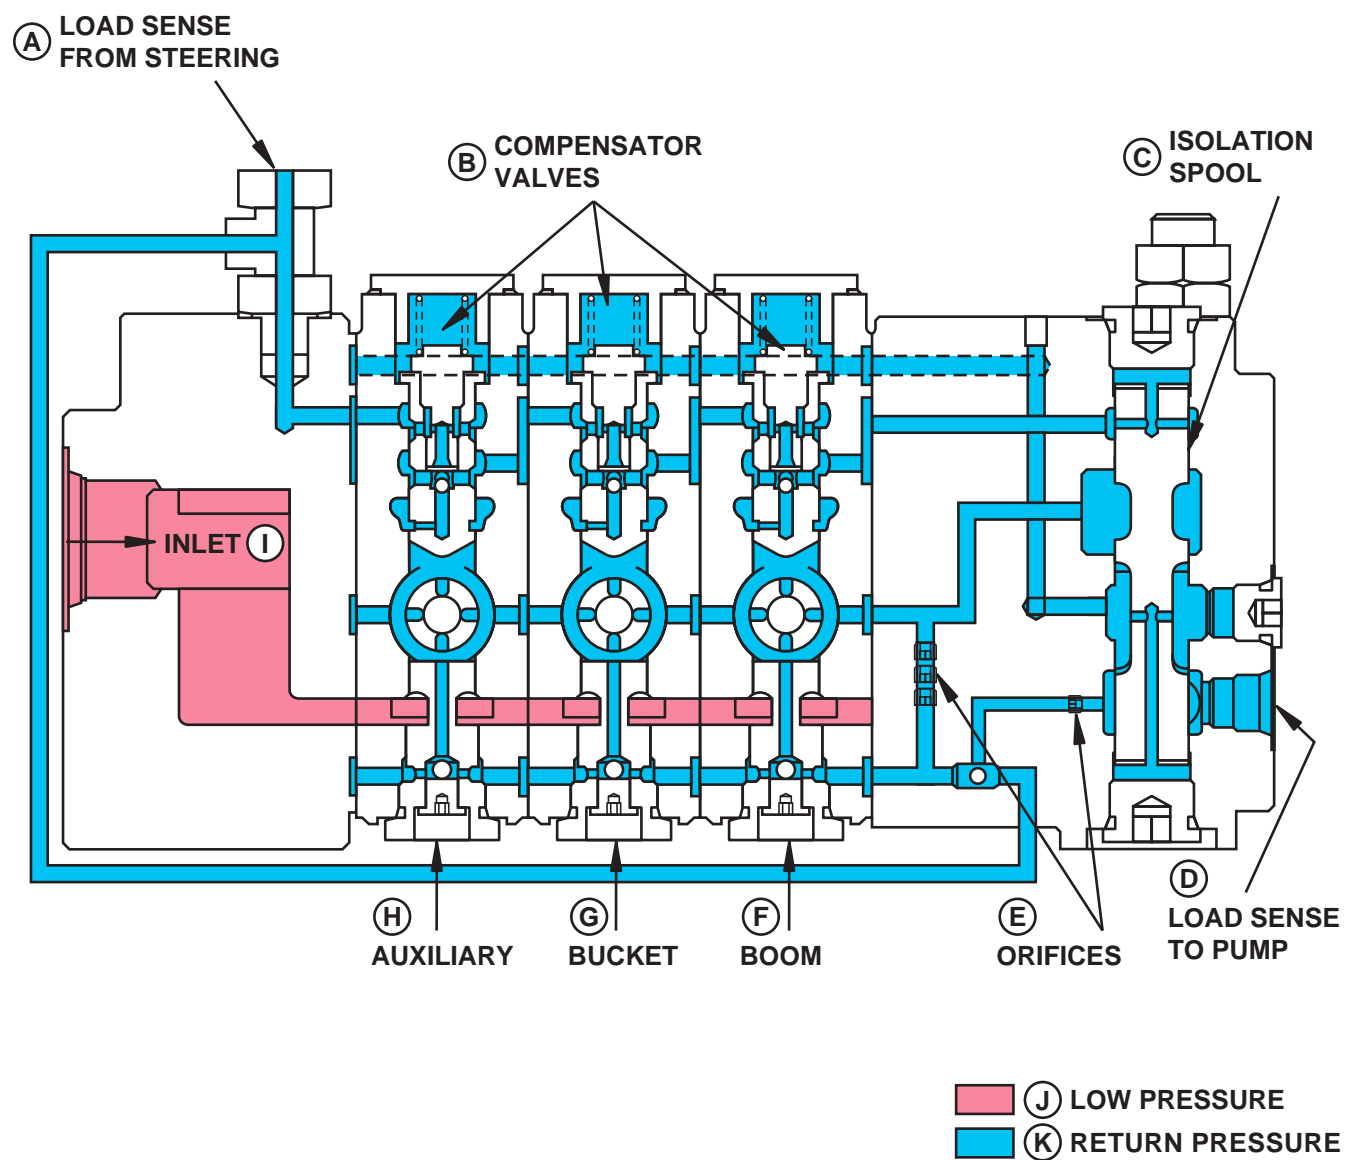 A LOAD SENSE
FROM STEERING
B COMPENSATOR
VALVES
C ISOLATION
SPOOL
INLET I
D
LOAD SENSE
TO PUMP
E
ORIFICES
F
BOOM
G
BUCKET
H
AUXILIARY
J LOW PRESSURE
K RETURN PRESSURE